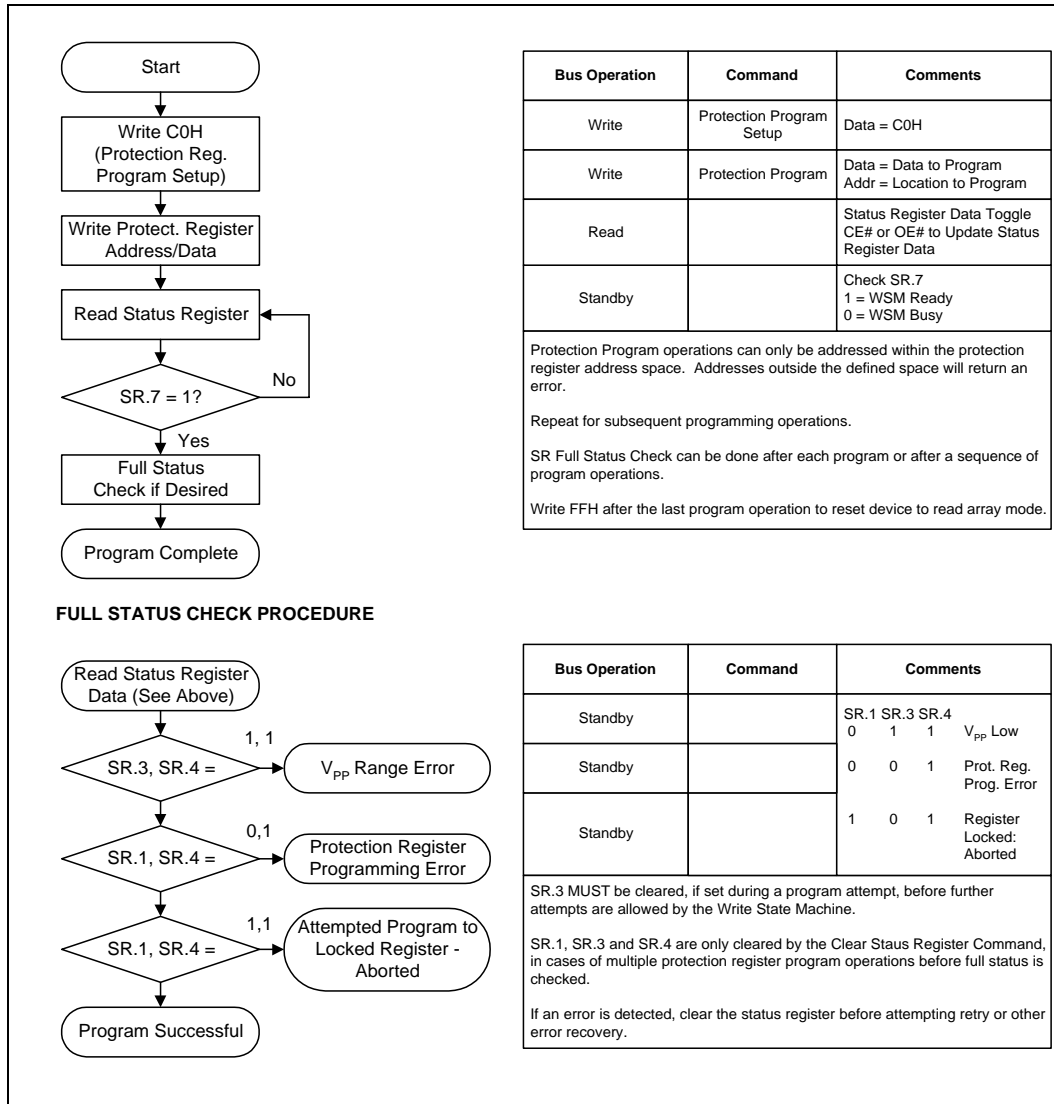 Start
Write C0H
(Protection Reg.
Program Setup)
Write Protect. Register
Address/Data
Read Status Register
No
SR.7 = 1?
Yes
Full Status
Check if Desired
Program Complete
Bus Operation Command Comments
Write Protection Program Setup Data = C0H
Write Protection Program Data = Data to Program
Addr = Location to Program
Read Status Register Data Toggle
CE# or OE# to Update Status
Register Data
Standby Check SR.7
1 = WSM Ready
0 = WSM Busy
Protection Program operations can only be addressed within the protection
register address space. Addresses outside the defined space will return an
error.
Repeat for subsequent programming operations.
SR Full Status Check can be done after each program or after a sequence of
program operations.
Write FFH after the last program operation to reset device to read array mode.
FULL STATUS CHECK PROCEDURE
Read Status Register
Data (See Above)
1, 1
SR.3, SR.4 =
V_PP Range Error
0,1
SR.1, SR.4 =
Protection Register
Programming Error
1,1
SR.1, SR.4 =
Attempted Program to
Locked Register -
Aborted
Program Successful
Bus Operation Command Comments
Standby SR.1 SR.3 SR.4
0 1 1 V_PP Low
Standby 0 0 1 Prot. Reg.
Prog. Error
Standby 1 0 1 Register
Locked:
Aborted
SR.3 MUST be cleared, if set during a program attempt, before further
attempts are allowed by the Write State Machine.
SR.1, SR.3 and SR.4 are only cleared by the Clear Staus Register Command,
in cases of multiple protection register program operations before full status is
checked.
If an error is detected, clear the status register before attempting retry or other
error recovery.